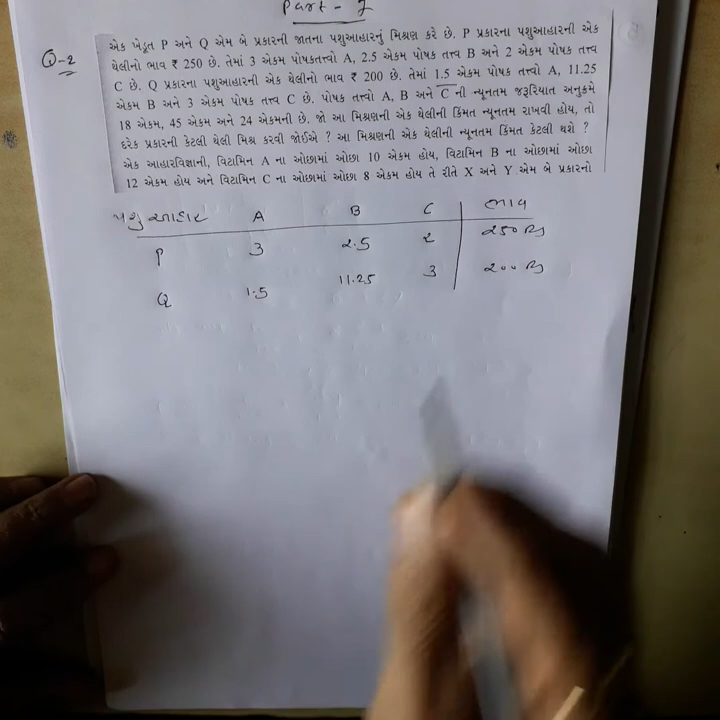 Part - 7
Q-2
એક ખેડૂત P અને Q એમ બે પ્રકારની જાતના પશુઆહારનું મિશ્રણ કરે છે. P પ્રકારના પશુઆહારની એક
થેલીનો ભાવ ₹ 250 છે. તેમાં 3 એકમ પોષકતત્ત્વો A, 2.5 એકમ પોષક તત્ત્વ B અને 2 એકમ પોષક તત્ત્વ
C છે. Q પ્રકારના પશુઆહારની એક થેલીનો ભાવ ₹ 200 છે. તેમાં 1.5 એકમ પોષક તત્ત્વો A, 11.25
એકમ B અને 3 એકમ પોષક તત્ત્વ C છે. પોષક તત્ત્વો A, B અને C ની ન્યૂનતમ જરૂરિયાત અનુક્રમે
18 એકમ, 45 એકમ અને 24 એકમની છે. જો આ મિશ્રણની એક થેલીની કિંમત ન્યૂનતમ રાખવી હોય, તો
દરેક પ્રકારની કેટલી થેલી મિશ્ર કરવી જોઈએ ? આ મિશ્રણની એક થેલીની ન્યૂનતમ કિંમત કેટલી થશે ?
એક આહારવિજ્ઞાની, વિટામિન A ના ઓછામાં ઓછા 10 એકમ હોય, વિટામિન B ના ઓછામાં ઓછા
12 એકમ હોય અને વિટામિન C ના ઓછામાં ઓછા 8 એકમ હોય તે રીતે X અને Y એમ બે પ્રકારનો
પશુ આહાર A B C ભાવ
P 3 2.5 2 250 Rs
Q 1.5 11.25 3 200 Rs